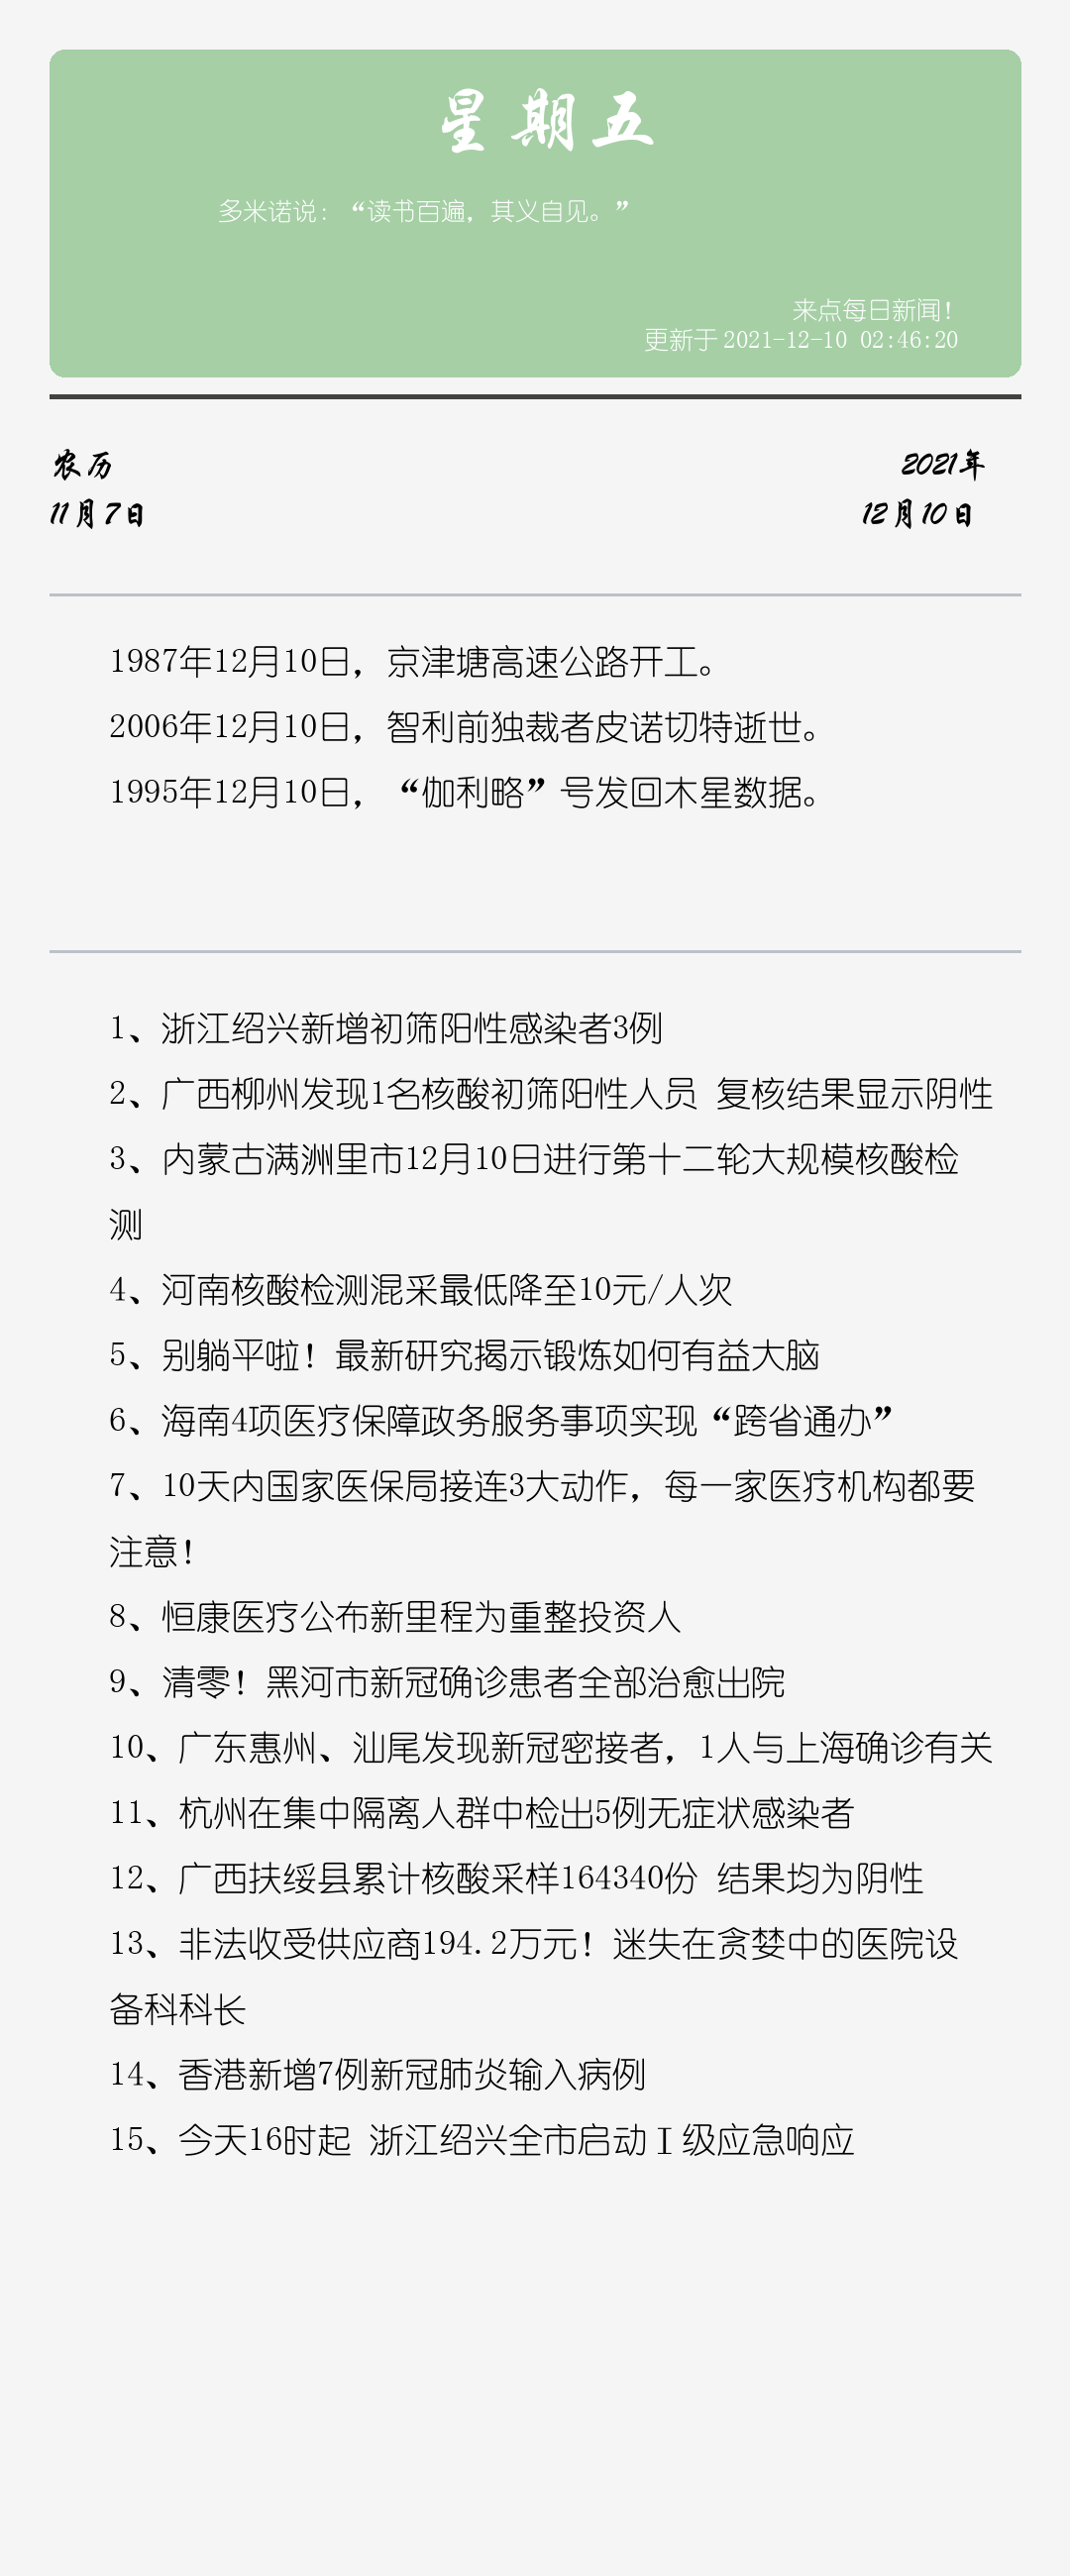 星期五
多米诺说：“读书百遍，其义自见。”
来点每日新闻！
更新于 2021-12-10 02:46:20
农历
2021年
11月7日
12月10日
1987年12月10日，京津塘高速公路开工。
2006年12月10日，智利前独裁者皮诺切特逝世。
1995年12月10日，“伽利略”号发回木星数据。
1、浙江绍兴新增初筛阳性感染者3例
2、广西柳州发现1名核酸初筛阳性人员 复核结果显示阴性
3、内蒙古满洲里市12月10日进行第十二轮大规模核酸检
测
4、河南核酸检测混采最低降至10元/人次
5、别躺平啦！最新研究揭示锻炼如何有益大脑
6、海南4项医疗保障政务服务事项实现“跨省通办”
7、10天内国家医保局接连3大动作，每一家医疗机构都要
注意！
8、恒康医疗公布新里程为重整投资人
9、清零！黑河市新冠确诊患者全部治愈出院
10、广东惠州、汕尾发现新冠密接者，1人与上海确诊有关
11、杭州在集中隔离人群中检出5例无症状感染者
12、广西扶绥县累计核酸采样164340份 结果均为阴性
13、非法收受供应商194.2万元！迷失在贪婪中的医院设
备科科长
14、香港新增7例新冠肺炎输入病例
15、今天16时起 浙江绍兴全市启动Ⅰ级应急响应